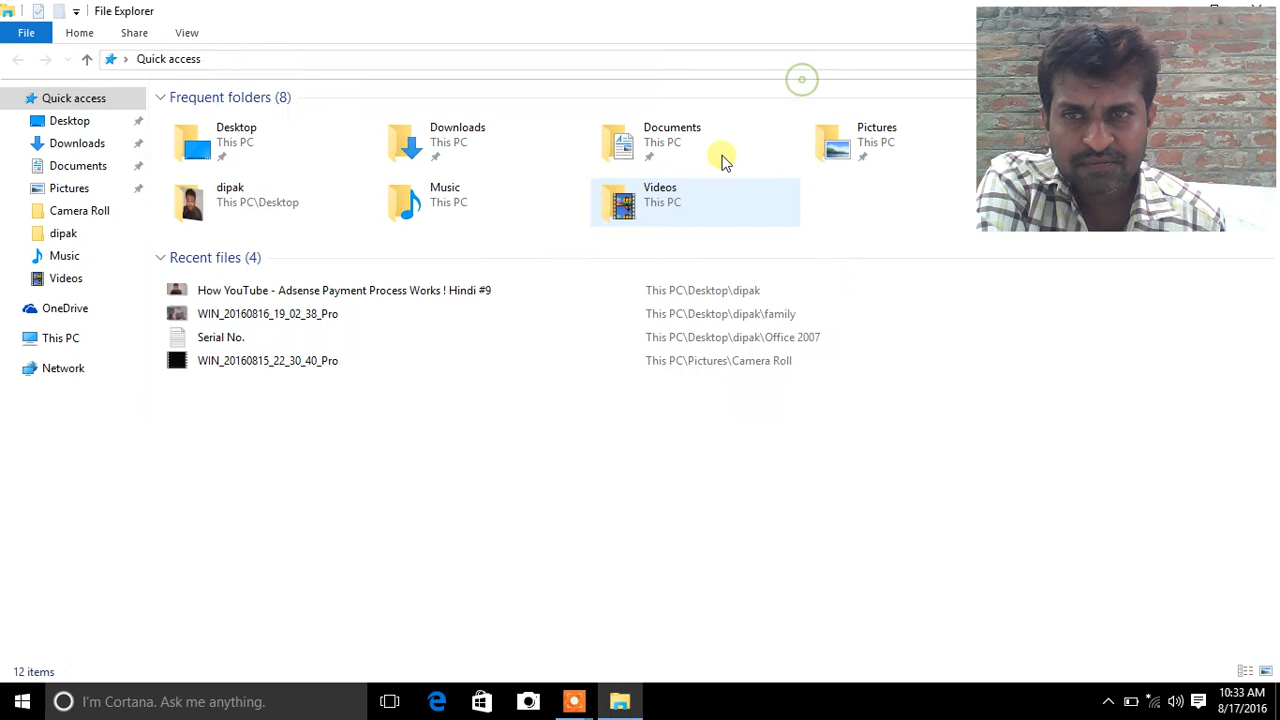 File Explorer
File Home Share View
Quick access
Quick access
Desktop
Downloads
Documents
Pictures
Camera Roll
dipak
Music
Videos
OneDrive
This PC
Network
Frequent folders (8)
Desktop
This PC
Downloads
This PC
Documents
This PC
Pictures
This PC
dipak
This PC\Desktop
Music
This PC
Videos
This PC
Recent files (4)
How YouTube - Adsense Payment Process Works ! Hindi #9 This PC\Desktop\dipak
WIN_20160816_19_02_38_Pro This PC\Desktop\dipak\family
Serial No. This PC\Desktop\dipak\Office 2007
WIN_20160815_22_30_40_Pro This PC\Pictures\Camera Roll
12 items
I'm Cortana. Ask me anything.
10:33 AM
8/17/2016